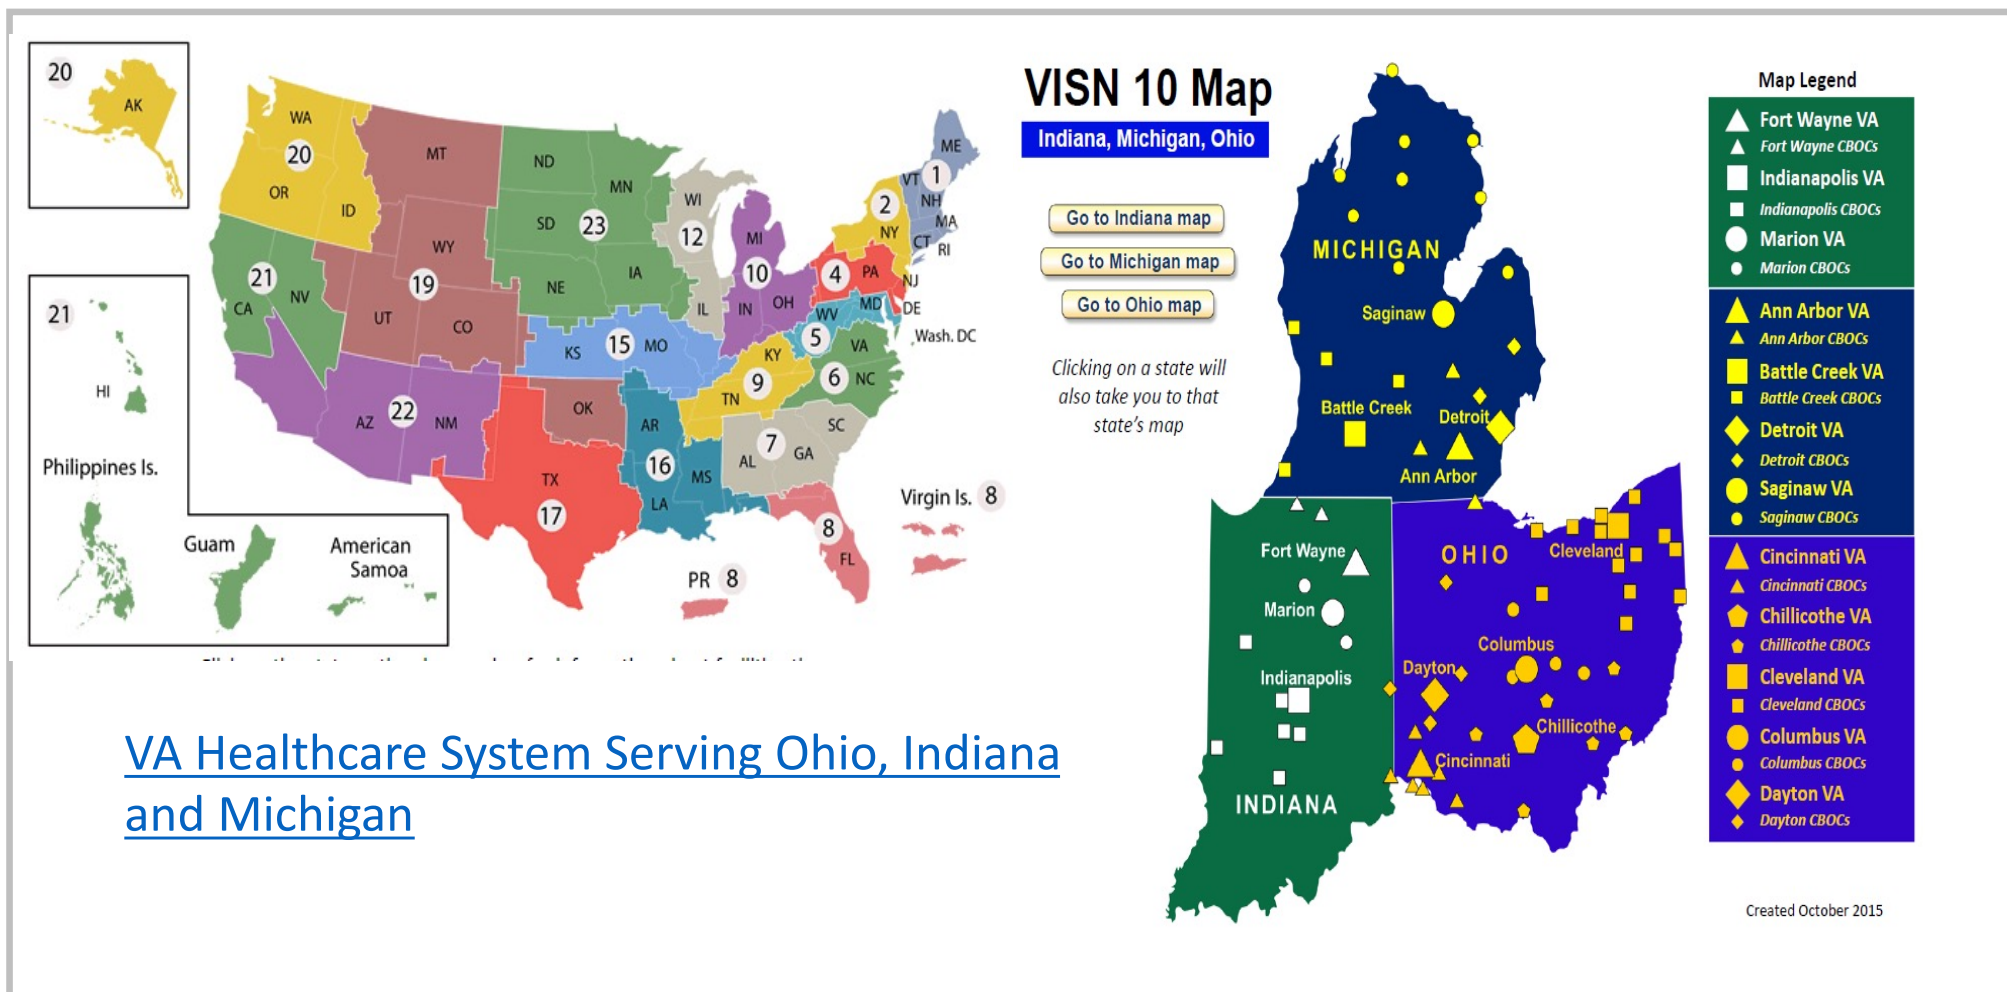 20
AK
21
HI
Philippines Is.
Guam
American
Samoa
WA
20
OR
ID
MT
ND
MN
SD
23
WY
19
21
NV
CA
UT
CO
NE
IA
WI
12
IL
MI
10
IN
OH
ME
VT
1
NH
2
NY
MA
CT
RI
4
PA
NJ
MD
DE
WV
5
Wash. DC
VA
KS
15
MO
KY
9
TN
6
NC
AZ
22
NM
OK
AR
7
SC
AL
GA
16
MS
LA
TX
17
8
FL
Virgin Is. 8
PR 8
VISN 10 Map
Indiana, Michigan, Ohio
Go to Indiana map
Go to Michigan map
Go to Ohio map
Clicking on a state will
also take you to that
state's map
MICHIGAN
Saginaw
Battle Creek
Detroit
Ann Arbor
Fort Wayne
OHIO
Cleveland
Marion
Columbus
Indianapolis
Dayton
Chillicothe
Cincinnati
INDIANA
Map Legend
Fort Wayne VA
Fort Wayne CBOCs
Indianapolis VA
Indianapolis CBOCs
Marion VA
Marion CBOCs
Ann Arbor VA
Ann Arbor CBOCs
Battle Creek VA
Battle Creek CBOCs
Detroit VA
Detroit CBOCs
Saginaw VA
Saginaw CBOCs
Cincinnati VA
Cincinnati CBOCs
Chillicothe VA
Chillicothe CBOCs
Cleveland VA
Cleveland CBOCs
Columbus VA
Columbus CBOCs
Dayton VA
Dayton CBOCs
Created October 2015
VA Healthcare System Serving Ohio, Indiana
and Michigan